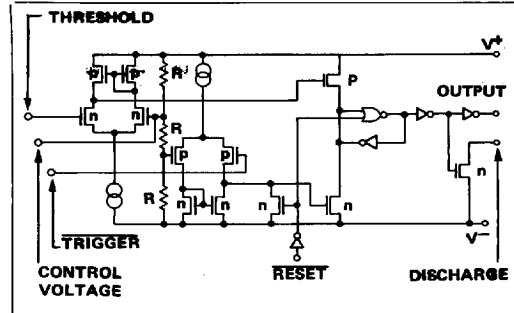 THRESHOLD
V+
p
p
R
P
OUTPUT
n
n
R
p
p
R
n
n
n
n
n
V−
TRIGGER
CONTROL
VOLTAGE
RESET
DISCHARGE